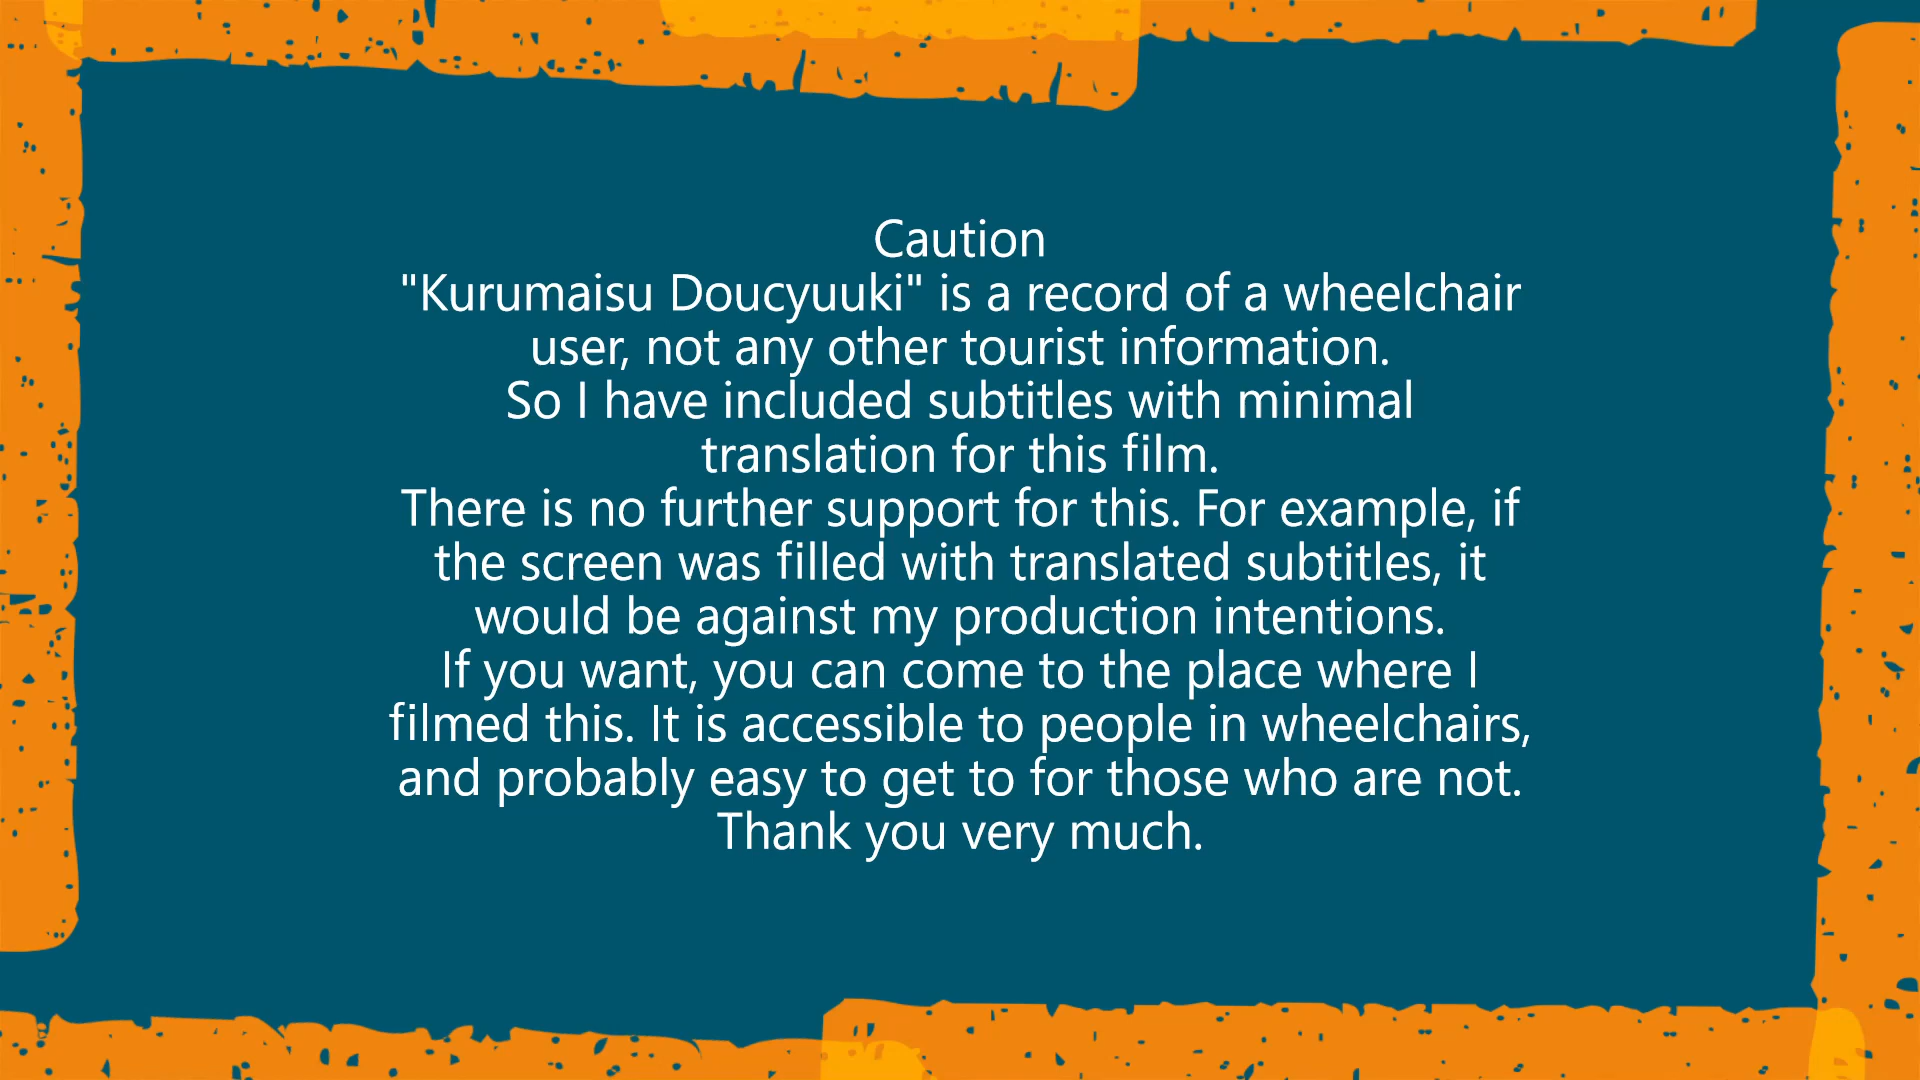 Caution
"Kurumaisu Doucyuuki" is a record of a wheelchair
user, not any other tourist information.
So I have included subtitles with minimal
translation for this film.
There is no further support for this. For example, if
the screen was filled with translated subtitles, it
would be against my production intentions.
If you want, you can come to the place where I
filmed this. It is accessible to people in wheelchairs,
and probably easy to get to for those who are not.
Thank you very much.